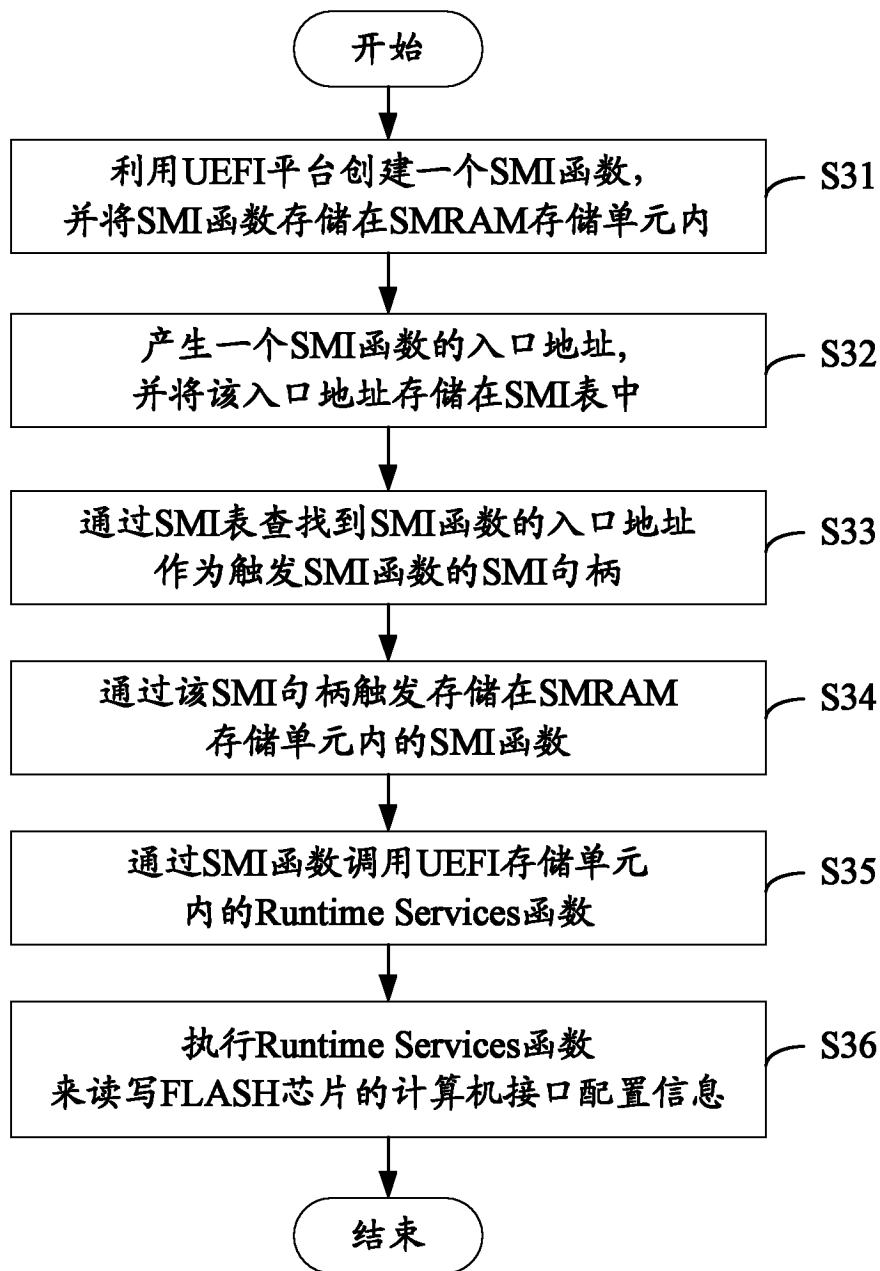 开始
利用UEFI平台创建一个SMI函数，
并将SMI函数存储在SMRAM存储单元内
S31
产生一个SMI函数的入口地址，
并将该入口地址存储在SMI表中
S32
通过SMI表查找到SMI函数的入口地址
作为触发SMI函数的SMI句柄
S33
通过该SMI句柄触发存储在SMRAM
存储单元内的SMI函数
S34
通过SMI函数调用UEFI存储单元
内的Runtime Services函数
S35
执行Runtime Services函数
来读写FLASH芯片的计算机接口配置信息
S36
结束